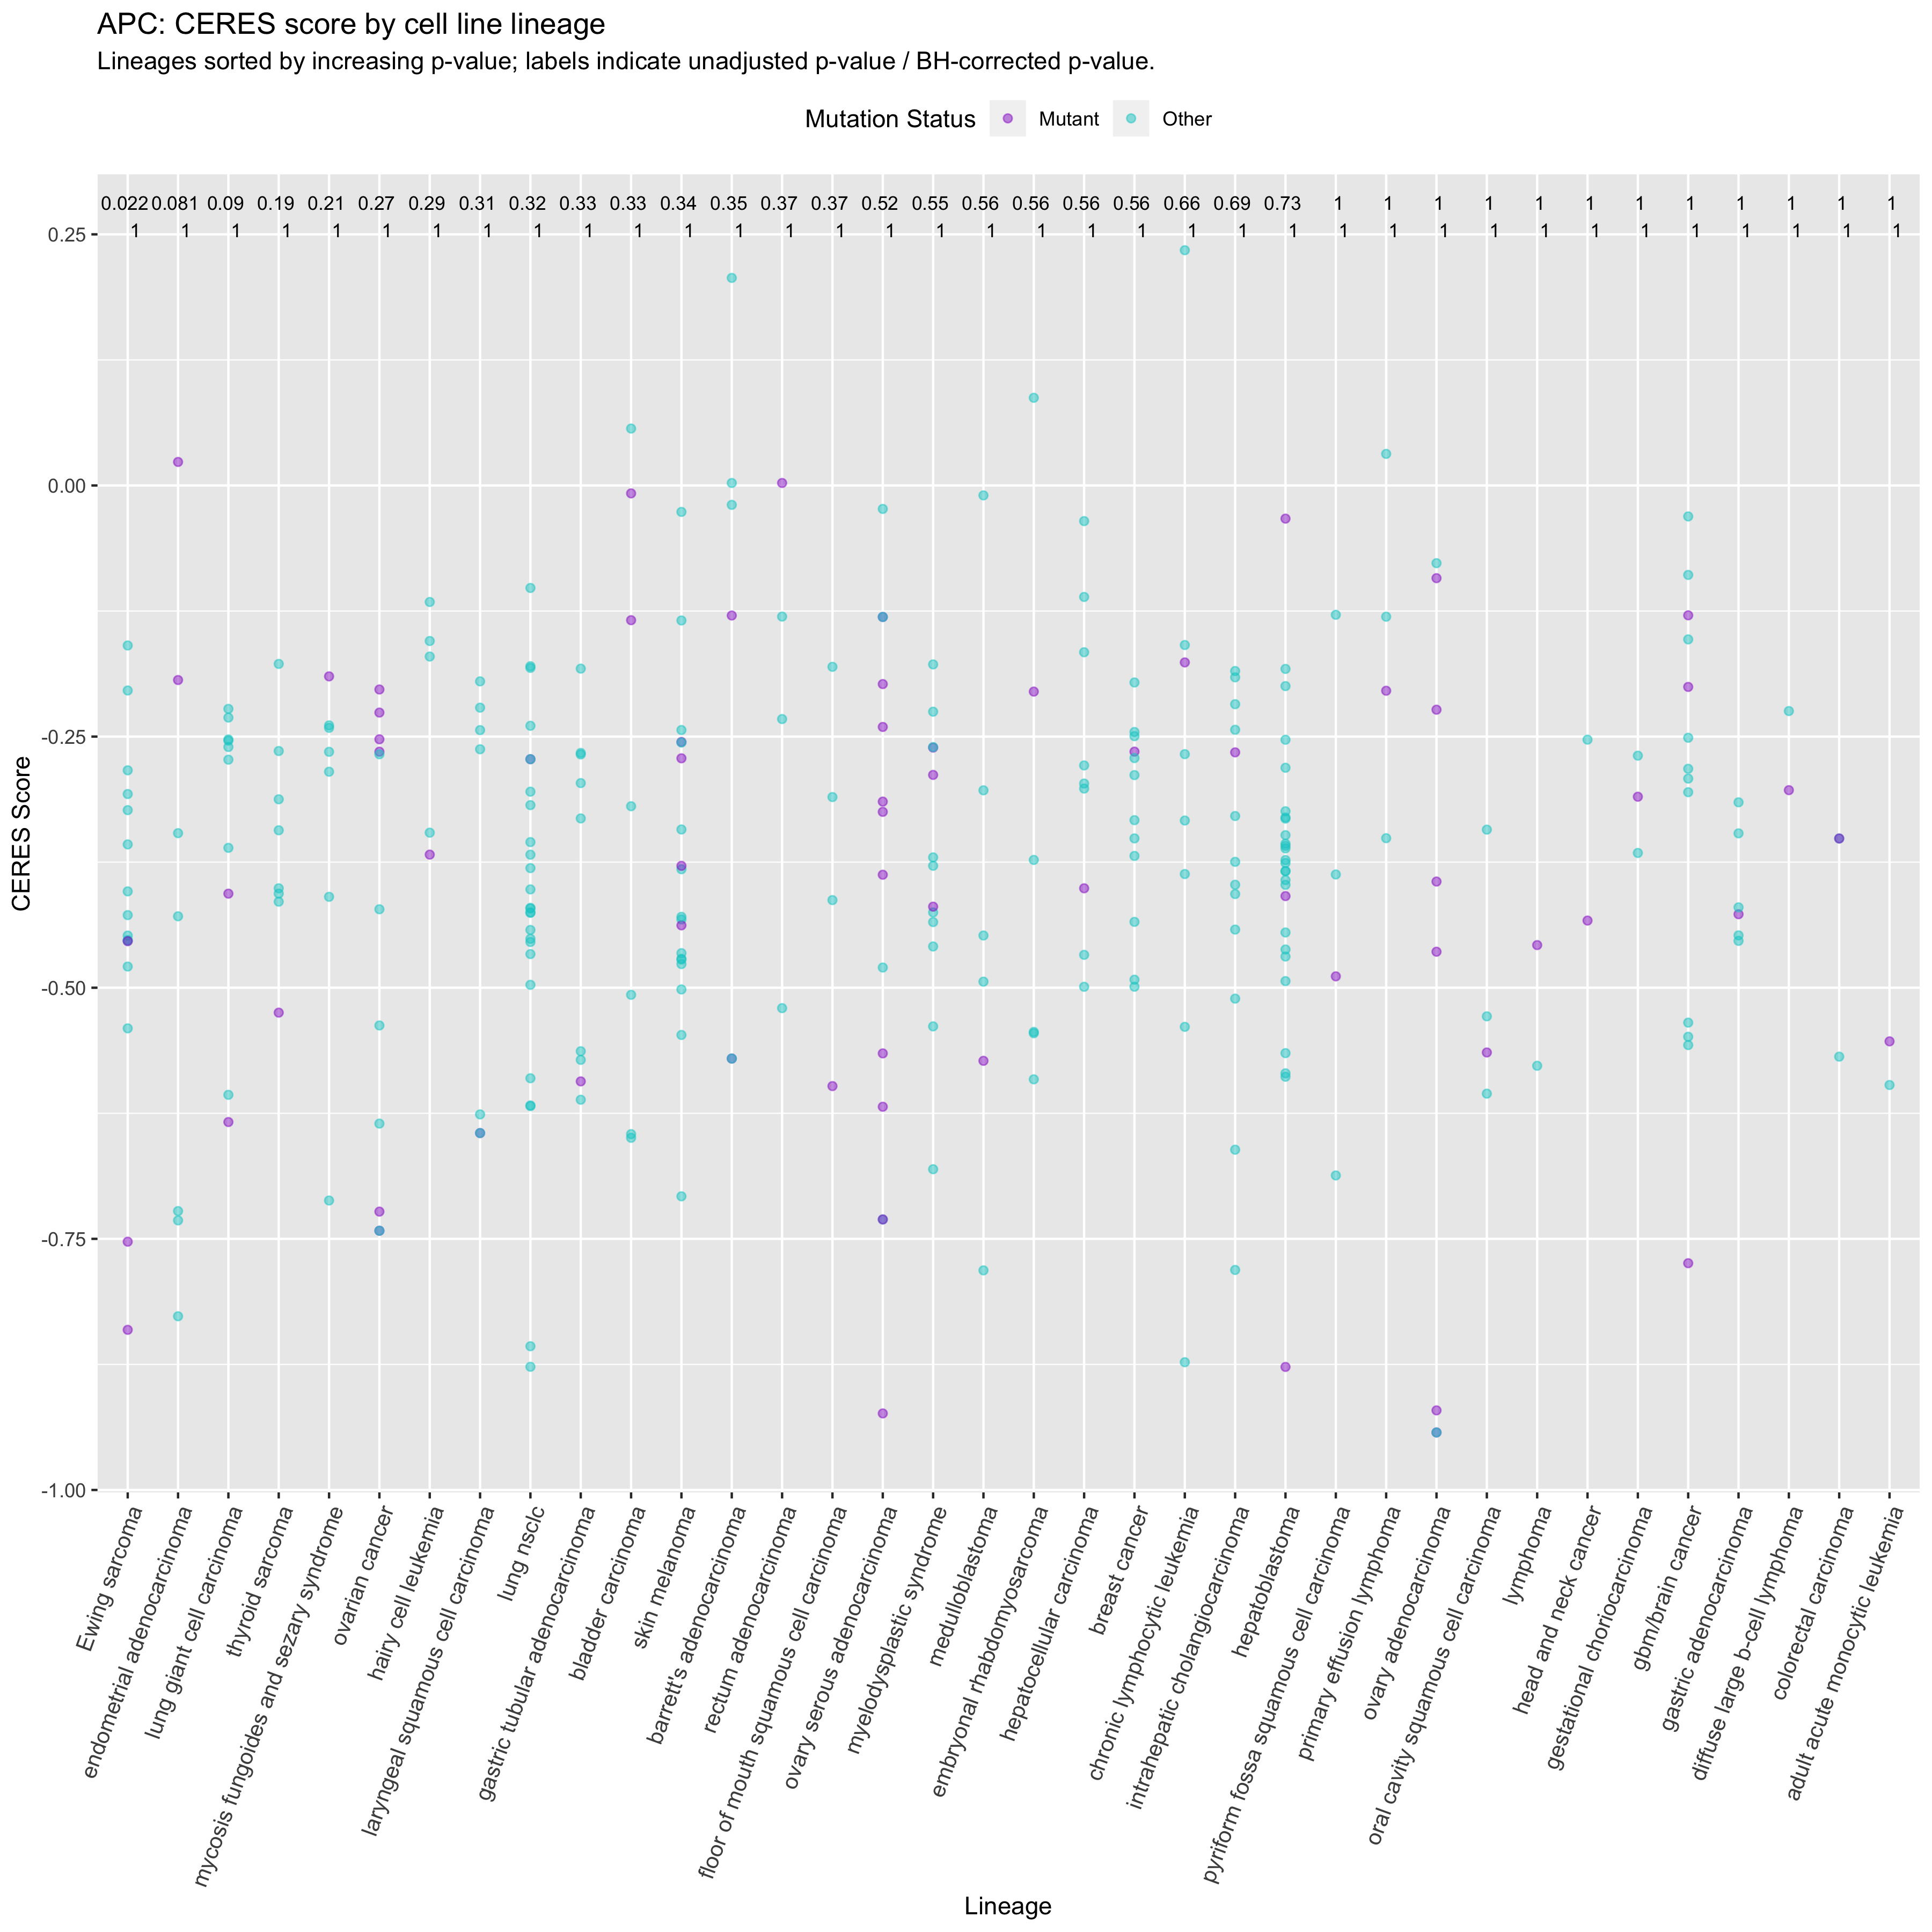 APC: CERES score by cell line lineage
Lineages sorted by increasing p-value; labels indicate unadjusted p-value / BH-corrected p-value.
Mutation Status Mutant Other
0.022 0.081 0.09 0.19 0.21 0.27 0.29 0.31 0.32 0.33 0.33 0.34 0.35 0.37 0.37 0.52 0.55 0.56 0.56 0.56 0.56 0.66 0.69 0.73 1 1 1 1 1 1 1 1 1 1 1 1
1 1 1 1 1 1 1 1 1 1 1 1 1 1 1 1 1 1 1 1 1 1 1 1 1 1 1 1 1 1 1 1 1 1 1 1
0.25
0.00
-0.25
-0.50
-0.75
-1.00
CERES Score
Ewing sarcoma
endometrial adenocarcinoma
lung giant cell carcinoma
thyroid sarcoma
mycosis fungoides and sezary syndrome
ovarian cancer
hairy cell leukemia
laryngeal squamous cell carcinoma
lung nsclc
gastric tubular adenocarcinoma
bladder carcinoma
skin melanoma
barrett's adenocarcinoma
rectum adenocarcinoma
floor of mouth squamous cell carcinoma
ovary serous adenocarcinoma
myelodysplastic syndrome
medulloblastoma
embryonal rhabdomyosarcoma
hepatocellular carcinoma
breast cancer
chronic lymphocytic leukemia
intrahepatic cholangiocarcinoma
hepatoblastoma
pyriform fossa squamous cell carcinoma
primary effusion lymphoma
ovary adenocarcinoma
oral cavity squamous cell carcinoma
lymphoma
head and neck cancer
gestational choriocarcinoma
gbm/brain cancer
gastric adenocarcinoma
diffuse large b-cell lymphoma
colorectal carcinoma
adult acute monocytic leukemia
Lineage